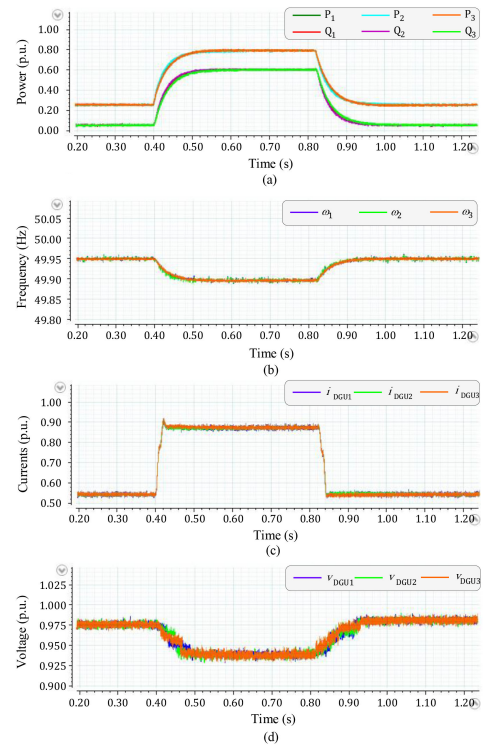 P1 P2 P3
Q1 Q2 Q3
Power (p.u.)
1.00
0.80
0.60
0.40
0.20
0.00
0.20 0.30 0.40 0.50 0.60 0.70 0.80 0.90 1.00 1.10 1.20
Time (s)
(a)
ω1 ω2 ω3
Frequency (Hz)
50.05
50.00
49.95
49.90
49.85
49.80
0.20 0.30 0.40 0.50 0.60 0.70 0.80 0.90 1.00 1.10 1.20
Time (s)
(b)
i DGU1 i DGU2 i DGU3
Currents (p.u.)
1.00
0.90
0.80
0.70
0.60
0.50
0.20 0.30 0.40 0.50 0.60 0.70 0.80 0.90 1.00 1.10 1.20
Time (s)
(c)
v DGU1 v DGU2 v DGU3
Voltage (p.u.)
1.025
1.000
0.975
0.950
0.925
0.900
0.20 0.30 0.40 0.50 0.60 0.70 0.80 0.90 1.00 1.10 1.20
Time (s)
(d)